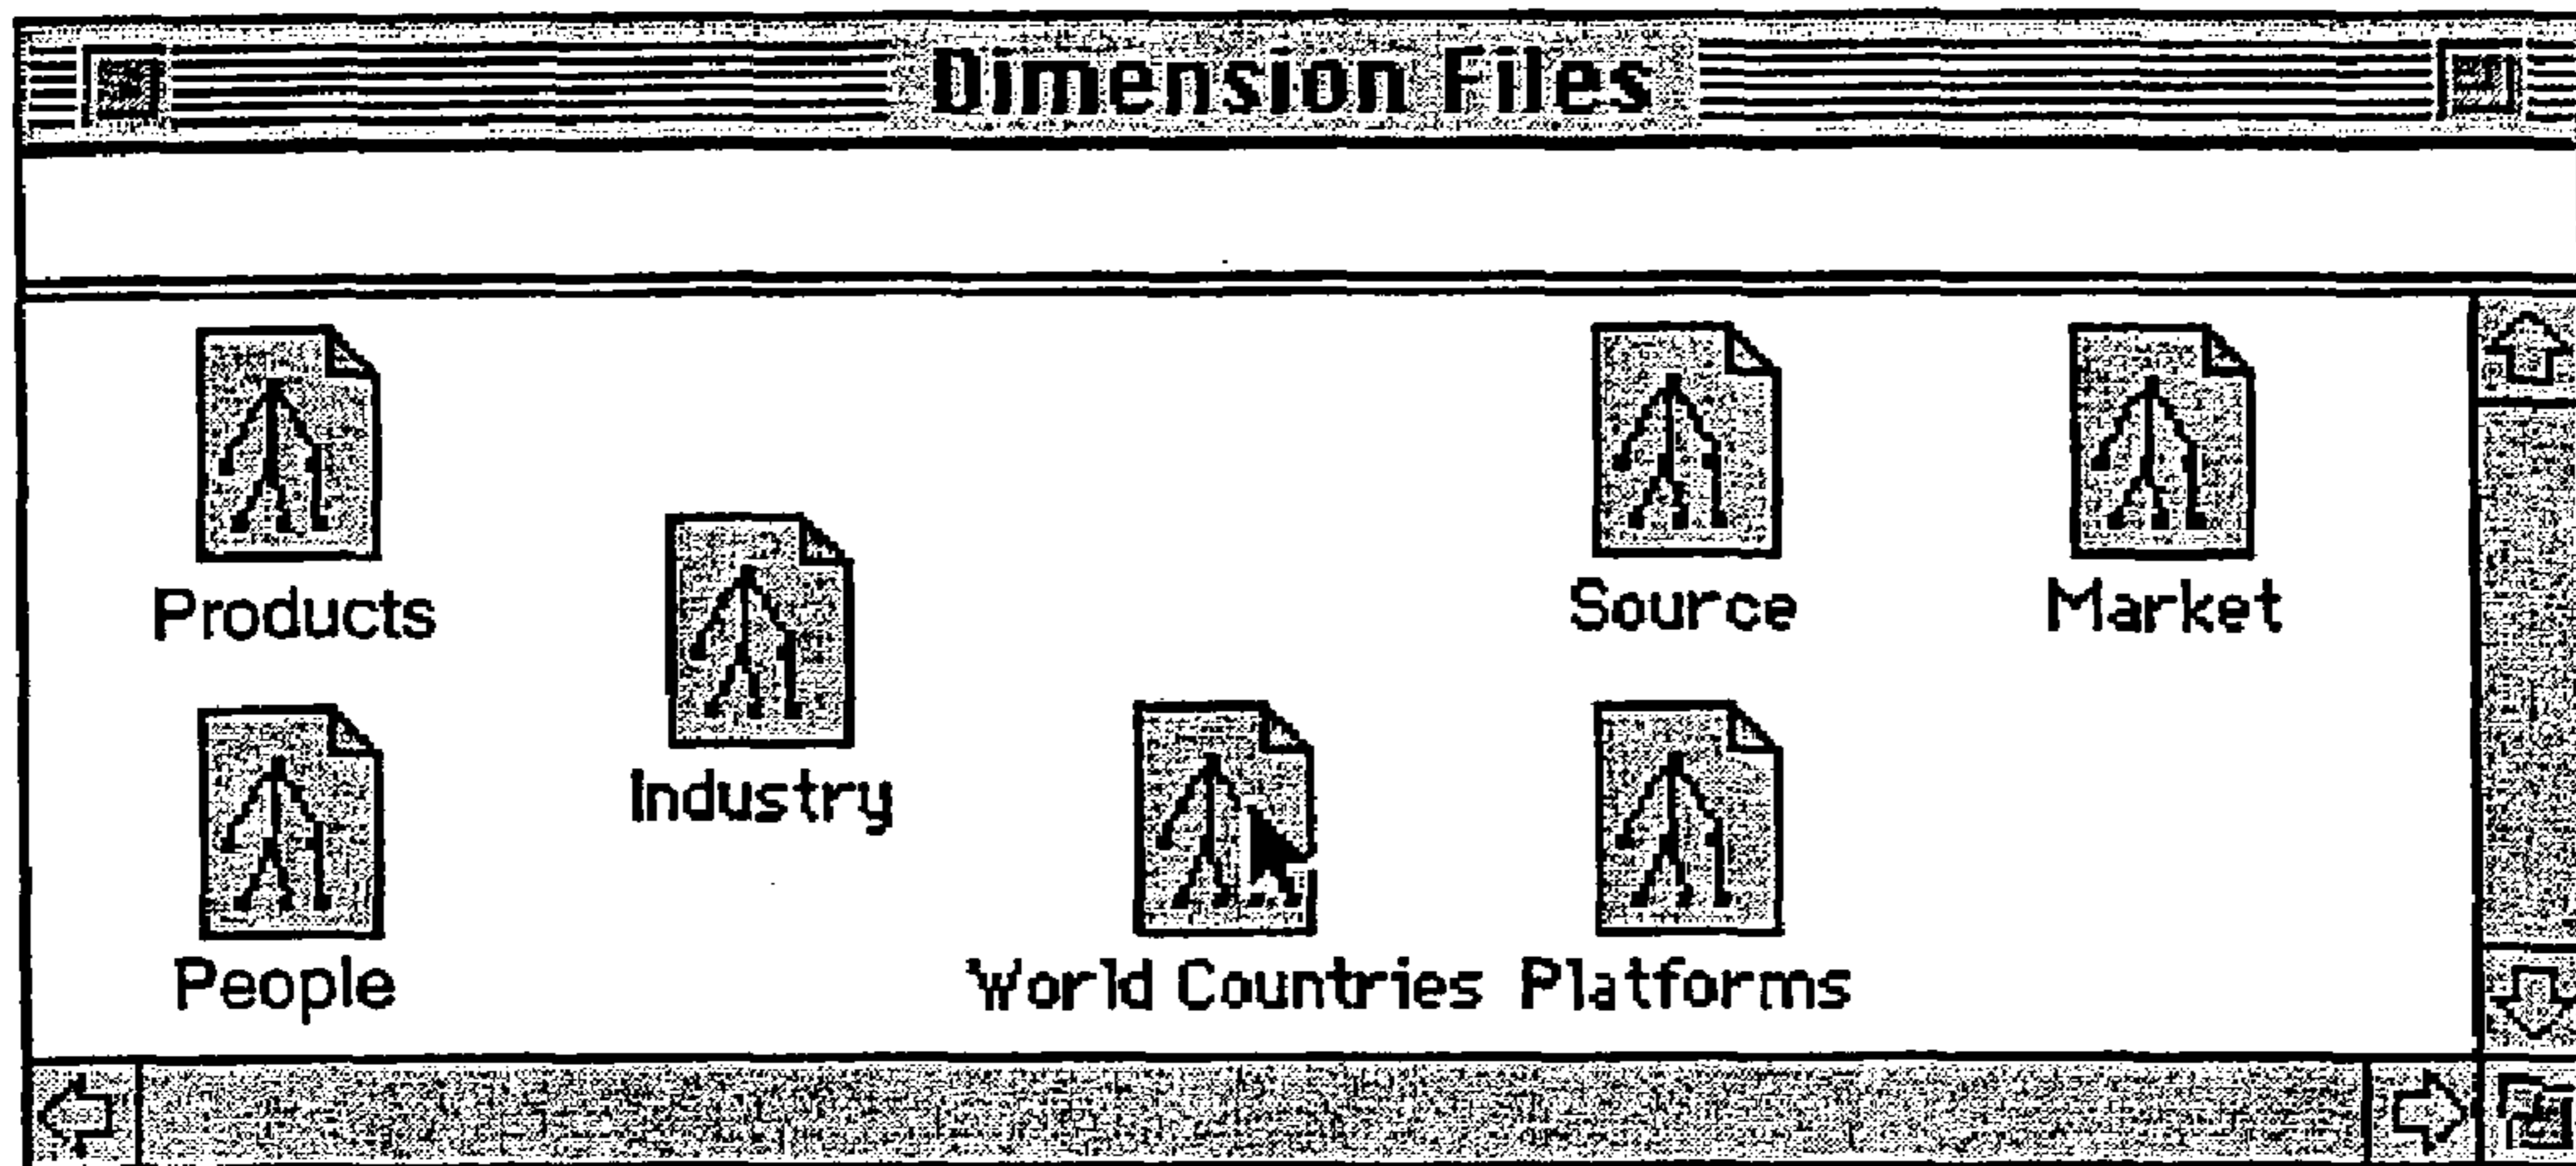 Dimension Files
Products
Source
Market
Industry
People
World Countries
Platforms